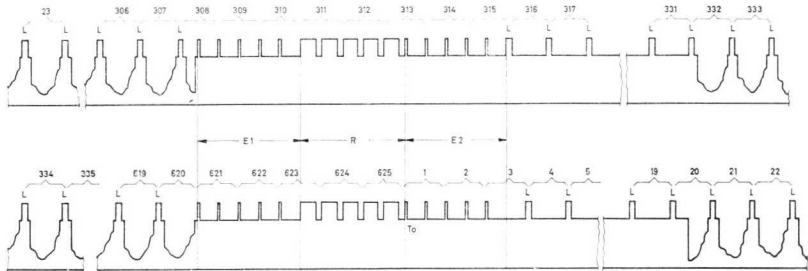 23 306 307 308 309 310 311 312 313 314 315 316 317 331 332 333
L L L L L L L L L L L L
E1 R E2
334 335 619 620 621 622 623 624 625 1 2 3 4 5 19 20 21 22
L L L L L L L L L L
To